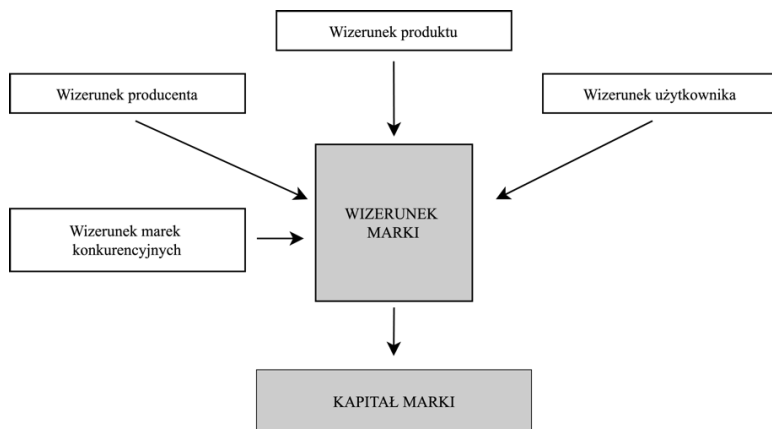 Wizerunek produktu
Wizerunek producenta
Wizerunek użytkownika
WIZERUNEK
MARKI
Wizerunek marek
konkurencyjnych
KAPITAŁ MARKI